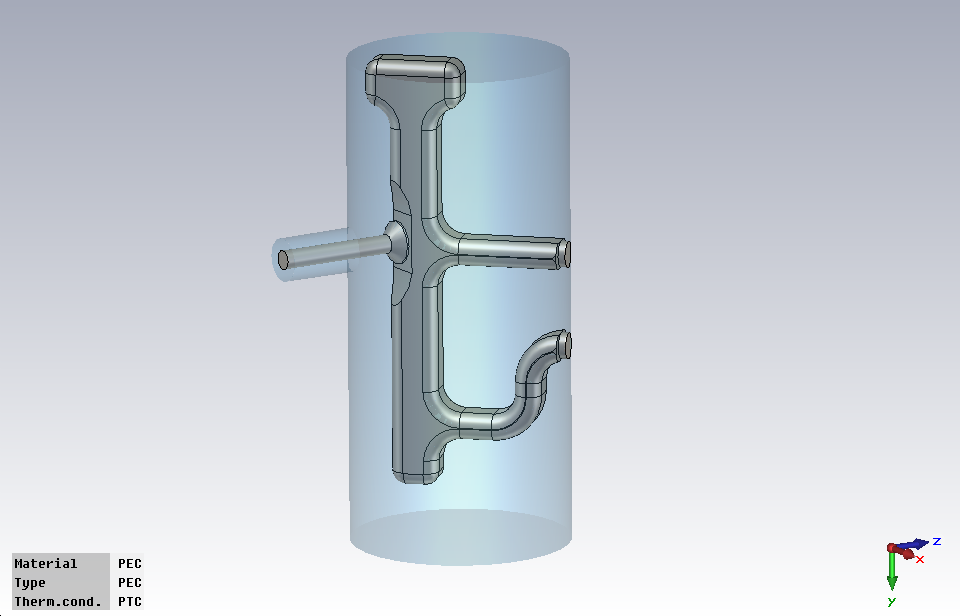 z
x
y
Material PEC
Type PEC
Therm.cond. PTC